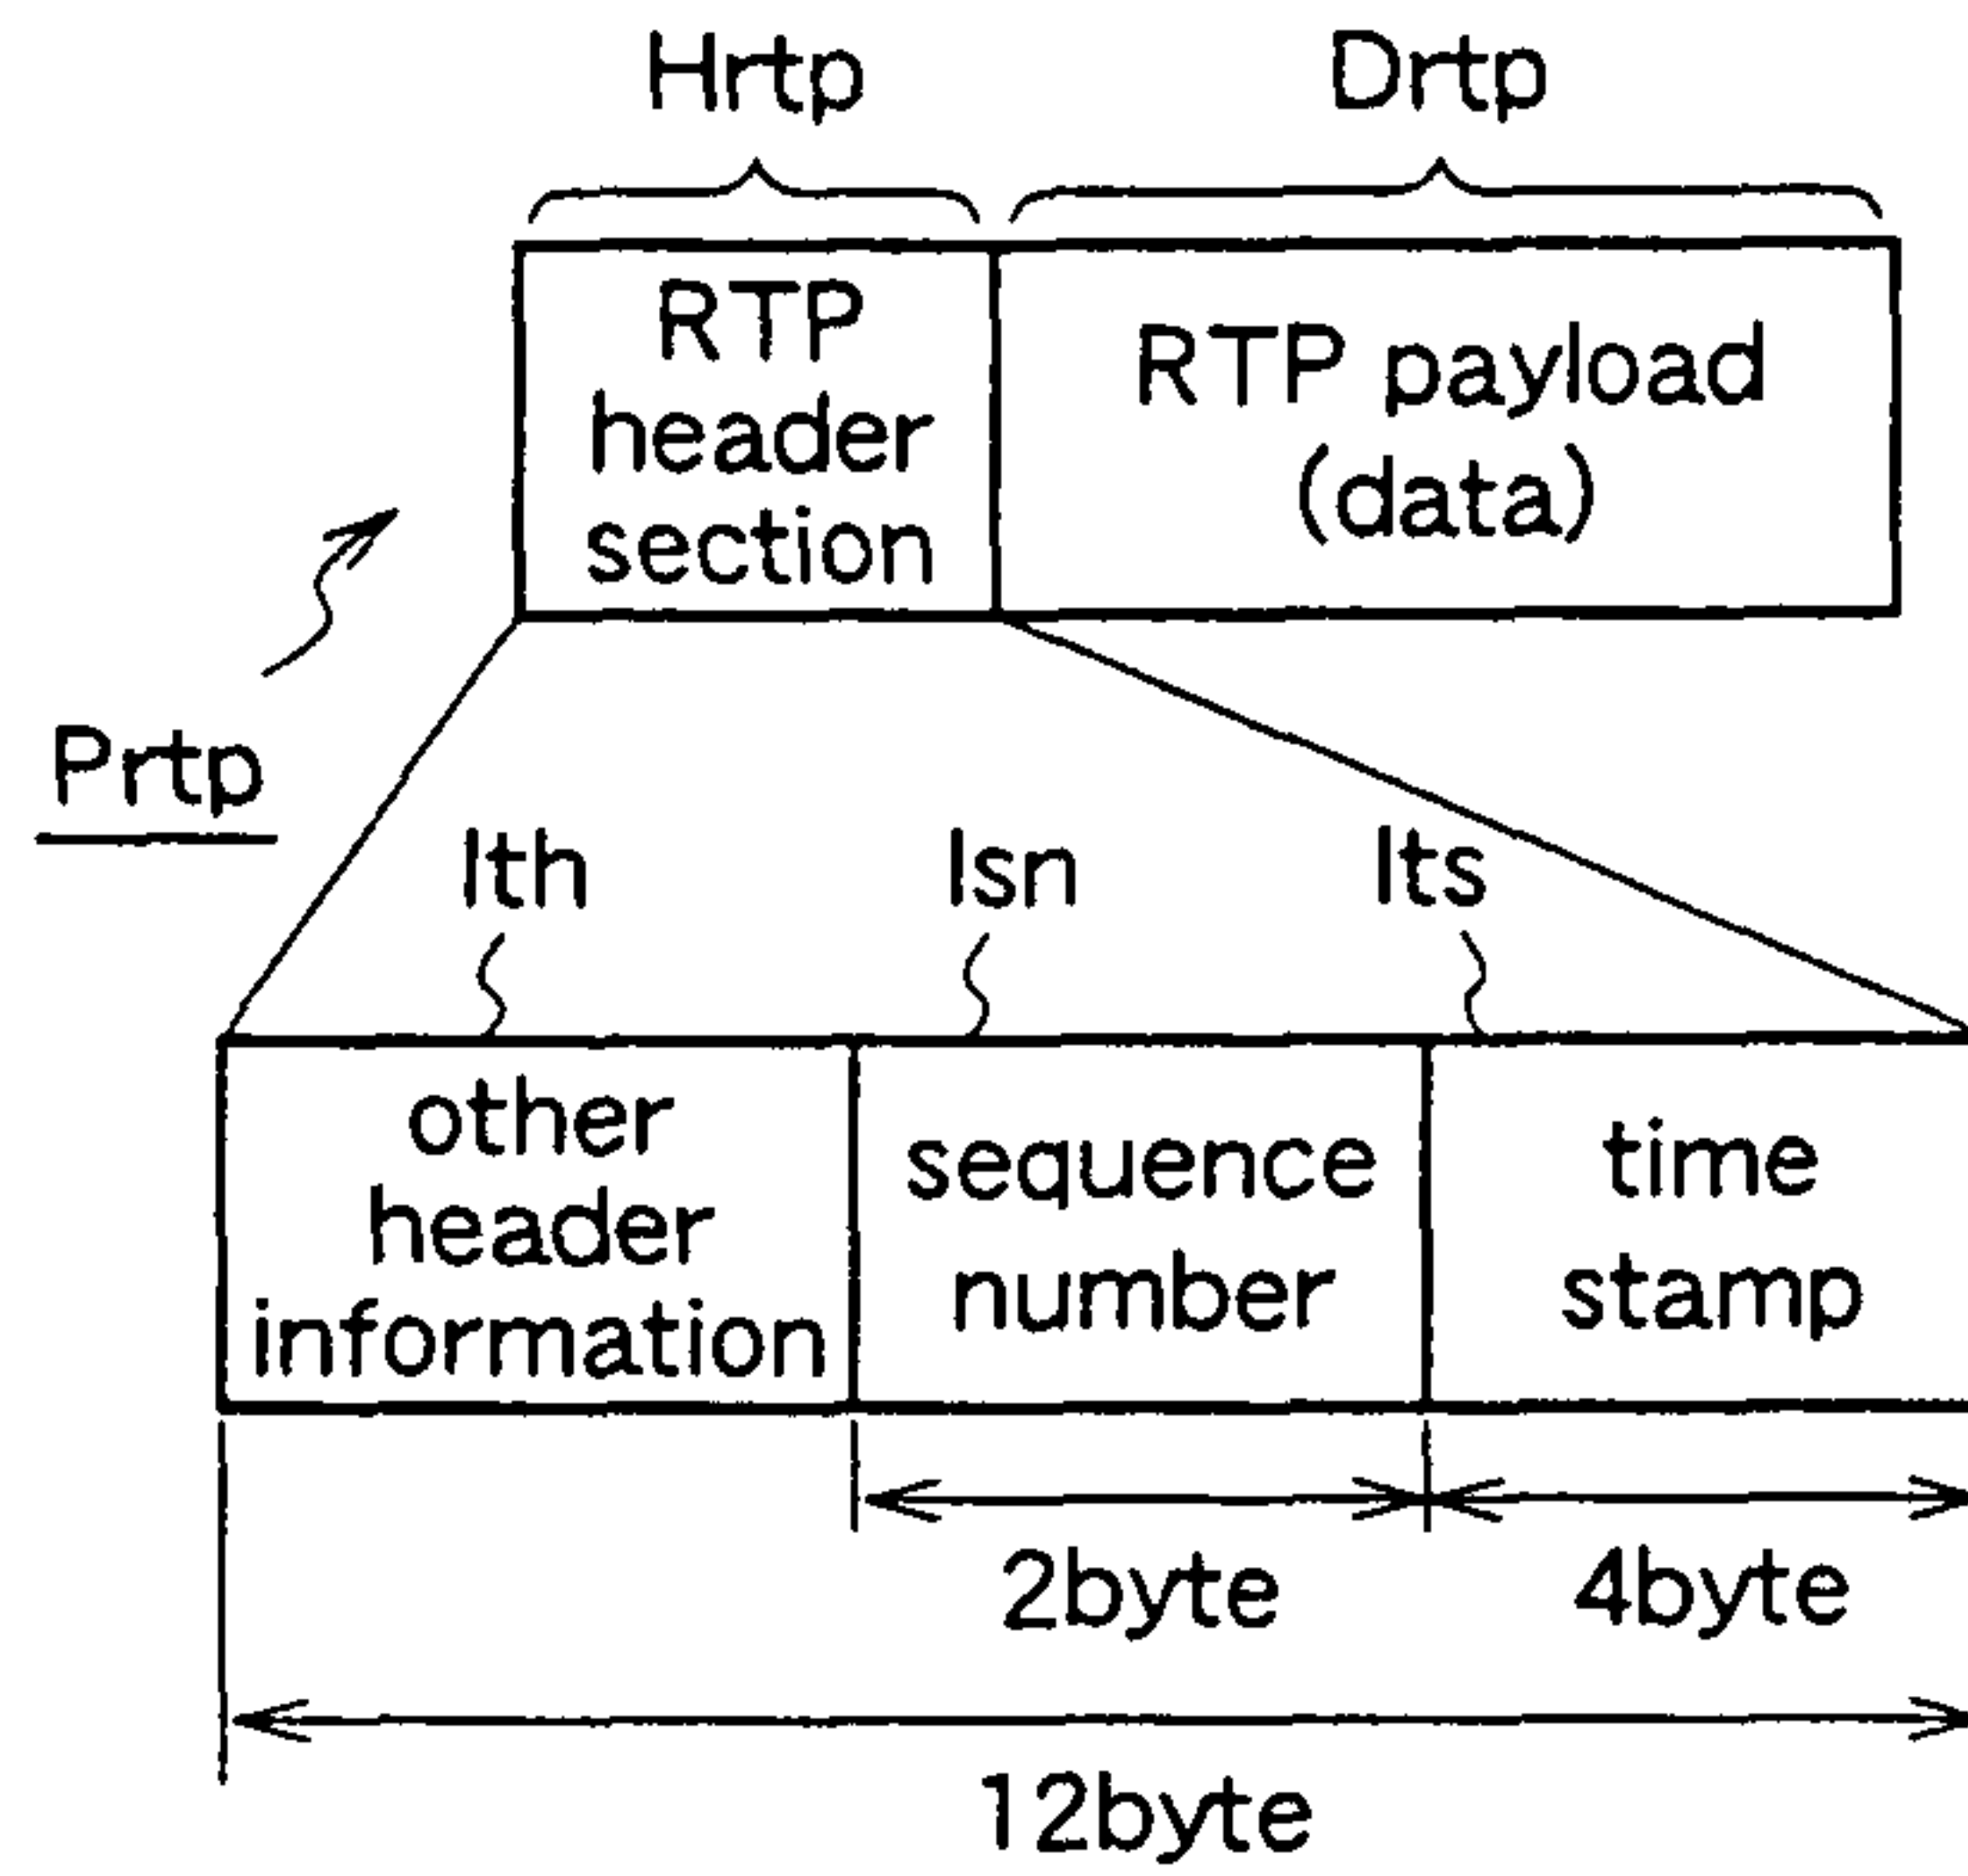 Hrtp
Drtp
RTP
header
section
RTP payload
(data)
Prtp
Ith
Isn
Its
other
header
information
sequence
number
time
stamp
2byte
4byte
12byte